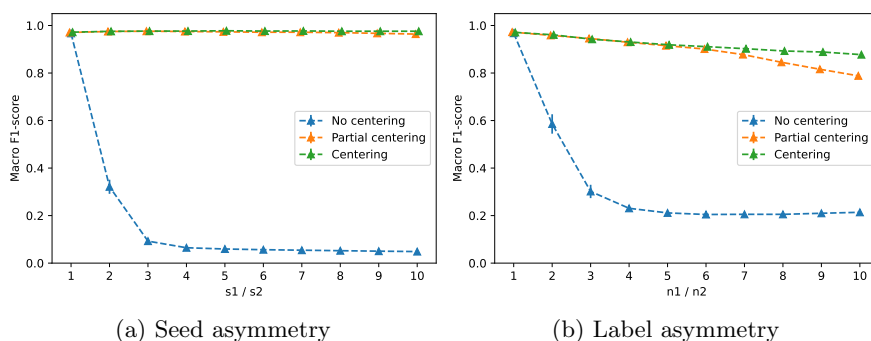 1.0
0.8
0.6
0.4
0.2
0.0
Macro F1-score
No centering
Partial centering
Centering
1 2 3 4 5 6 7 8 9 10
s1 / s2
(a) Seed asymmetry
1.0
0.8
0.6
0.4
0.2
0.0
Macro F1-score
No centering
Partial centering
Centering
1 2 3 4 5 6 7 8 9 10
n1 / n2
(b) Label asymmetry